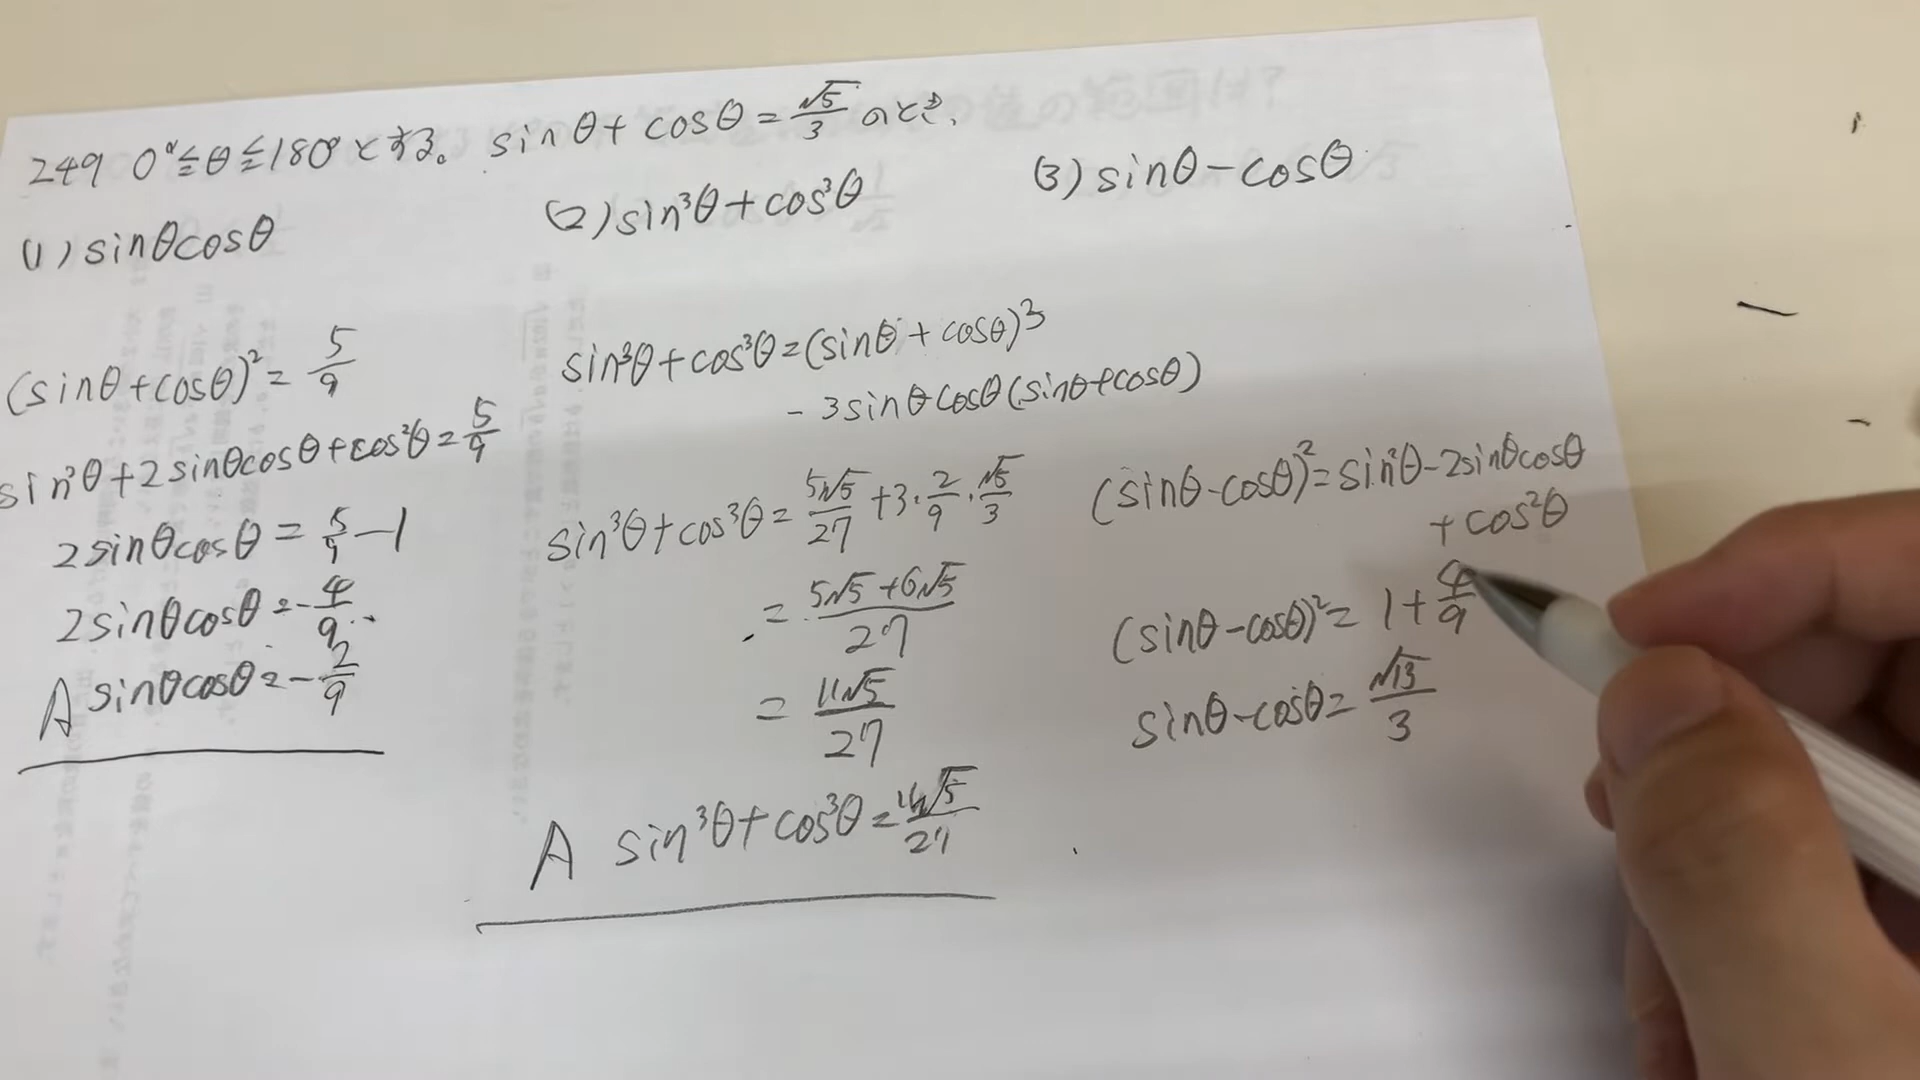 249 0°≦θ≦180°とする。 sinθ+cosθ=√5/3 のとき、
(1) sinθcosθ
(2) sin³θ+cos³θ
(3) sinθ-cosθ
(sinθ+cosθ)²=5/9
sin²θ+2sinθcosθ+cos²θ=5/9
2sinθcosθ=5/9-1
2sinθcosθ=-4/9
A sinθcosθ=-2/9
sin³θ+cos³θ=(sinθ+cosθ)³
-3sinθcosθ(sinθ+cosθ)
sin³θ+cos³θ=5√5/27+3・2/9・√5/3
=5√5+6√5/27
=11√5/27
A sin³θ+cos³θ=11√5/27
(sinθ-cosθ)²=sin²θ-2sinθcosθ
+cos²θ
(sinθ-cosθ)²=1+4/9
sinθ-cosθ=√13/3